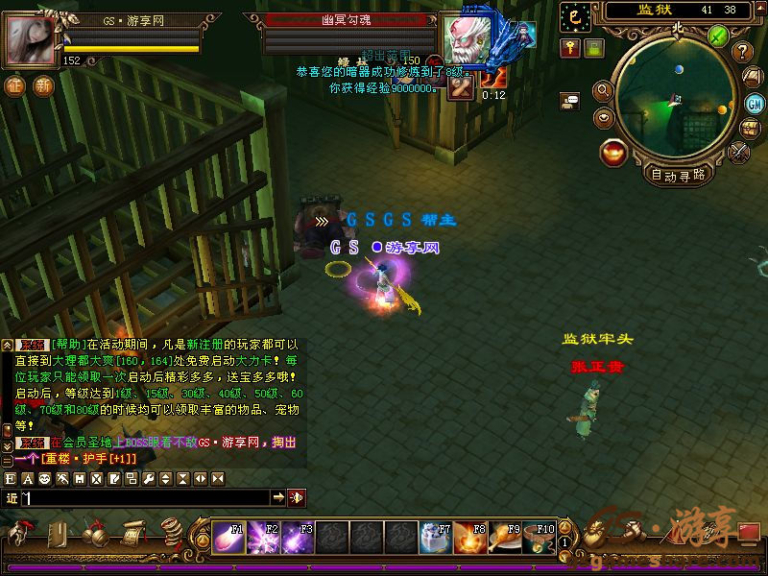 GS·游享网
152
幽冥勾魂
150
恭喜您的暗器成功修炼到了8级。
你获得经验9000000。
0:12
监狱 41 38
北
GM
自动寻路
GSGS 帮主
GS●游享网
监狱牢头
[帮助]在活动期间，凡是新注册的玩家都可以
直接到大理都大爽[160，164]处免费启动大力卡！每
位玩家只能领取一次启动后精彩多多，送宝多多哦！
启动后，等级达到1级、15级、30级、40级、50级、60
级、70级和80级的时候均可以领取丰富的物品、宠物
等！
在会员圣地上BOSS眼看不敌GS·游享网，掏出
一个[重楼·护手[+1]]
近
F1 F2 F3 F7 F8 F9 F10
1
游享